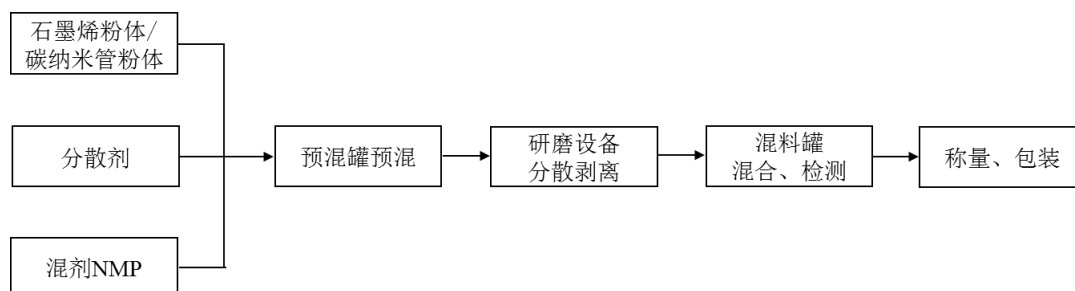 石墨烯粉体/
碳纳米管粉体
分散剂
混剂NMP
预混罐预混
研磨设备
分散剥离
混料罐
混合、检测
称量、包装